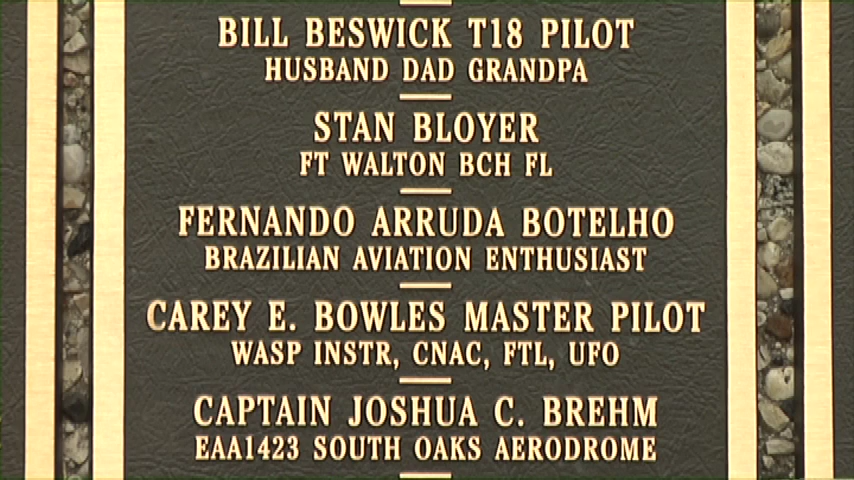 BILL BESWICK T18 PILOT
HUSBAND DAD GRANDPA
STAN BLOYER
FT WALTON BCH FL
FERNANDO ARRUDA BOTELHO
BRAZILIAN AVIATION ENTHUSIAST
CAREY E. BOWLES MASTER PILOT
WASP INSTR, CNAC, FTL, UFO
CAPTAIN JOSHUA C. BREHM
EAA1423 SOUTH OAKS AERODROME